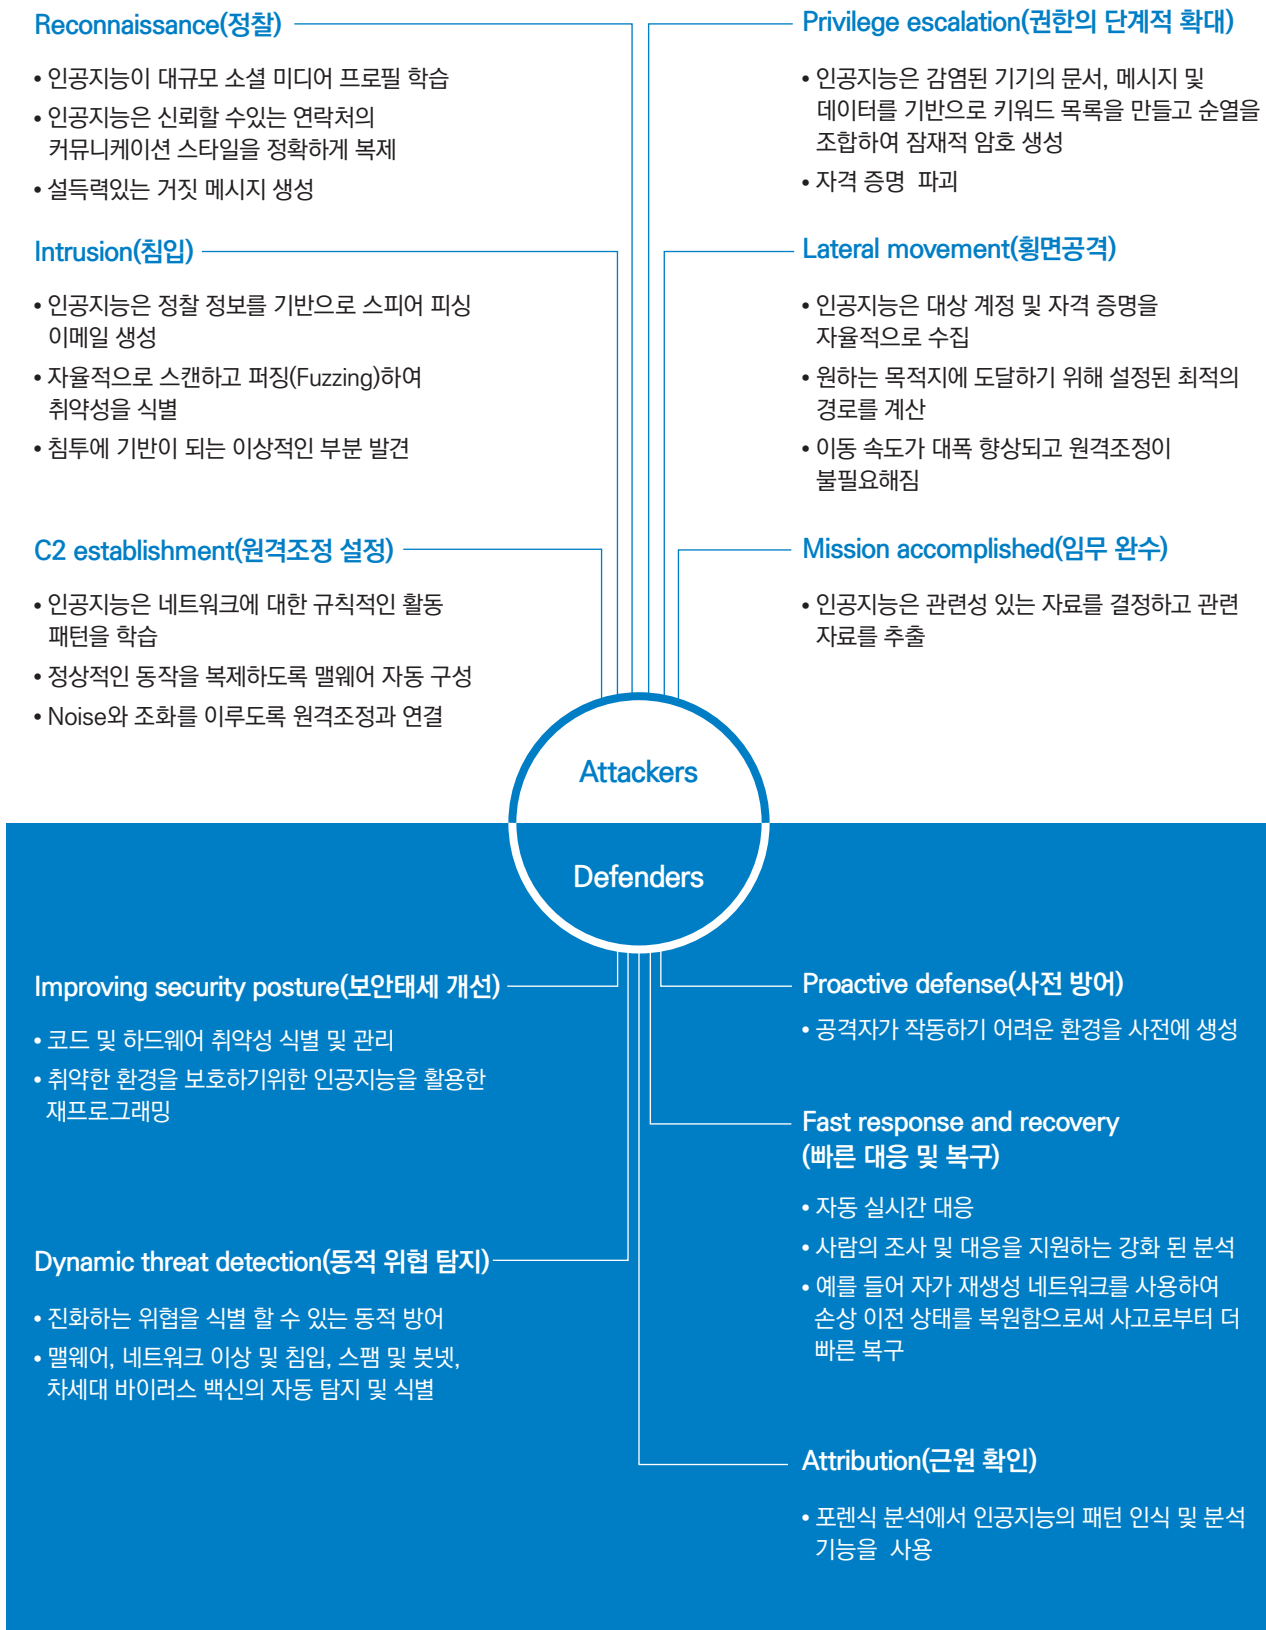 Reconnaissance(정찰)
• 인공지능이 대규모 소셜 미디어 프로필 학습
• 인공지능은 신뢰할 수있는 연락처의
커뮤니케이션 스타일을 정확하게 복제
• 설득력있는 거짓 메시지 생성
Intrusion(침입)
• 인공지능은 정찰 정보를 기반으로 스피어 피싱
이메일 생성
• 자율적으로 스캔하고 퍼징(Fuzzing)하여
취약성을 식별
• 침투에 기반이 되는 이상적인 부분 발견
C2 establishment(원격조정 설정)
• 인공지능은 네트워크에 대한 규칙적인 활동
패턴을 학습
• 정상적인 동작을 복제하도록 맬웨어 자동 구성
• Noise와 조화를 이루도록 원격조정과 연결
Privilege escalation(권한의 단계적 확대)
• 인공지능은 감염된 기기의 문서, 메시지 및
데이터를 기반으로 키워드 목록을 만들고 순열을
조합하여 잠재적 암호 생성
• 자격 증명 파괴
Lateral movement(횡면공격)
• 인공지능은 대상 계정 및 자격 증명을
자율적으로 수집
• 원하는 목적지에 도달하기 위해 설정된 최적의
경로를 계산
• 이동 속도가 대폭 향상되고 원격조정이
불필요해짐
Mission accomplished(임무 완수)
• 인공지능은 관련성 있는 자료를 결정하고 관련
자료를 추출
Attackers
Defenders
Improving security posture(보안태세 개선)
• 코드 및 하드웨어 취약성 식별 및 관리
• 취약한 환경을 보호하기위한 인공지능을 활용한
재프로그래밍
Dynamic threat detection(동적 위협 탐지)
• 진화하는 위협을 식별 할 수 있는 동적 방어
• 맬웨어, 네트워크 이상 및 침입, 스팸 및 봇넷,
차세대 바이러스 백신의 자동 탐지 및 식별
Proactive defense(사전 방어)
• 공격자가 작동하기 어려운 환경을 사전에 생성
Fast response and recovery
(빠른 대응 및 복구)
• 자동 실시간 대응
• 사람의 조사 및 대응을 지원하는 강화 된 분석
• 예를 들어 자가 재생성 네트워크를 사용하여
손상 이전 상태를 복원함으로써 사고로부터 더
빠른 복구
Attribution(근원 확인)
• 포렌식 분석에서 인공지능의 패턴 인식 및 분석
기능을 사용